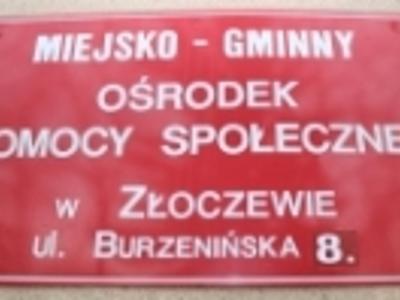 MIEJSKO - GMINNY
OŚRODEK
OMOCY SPOŁECZNE
w ZŁOCZEWIE
ul. BURZENIŃSKA 8.